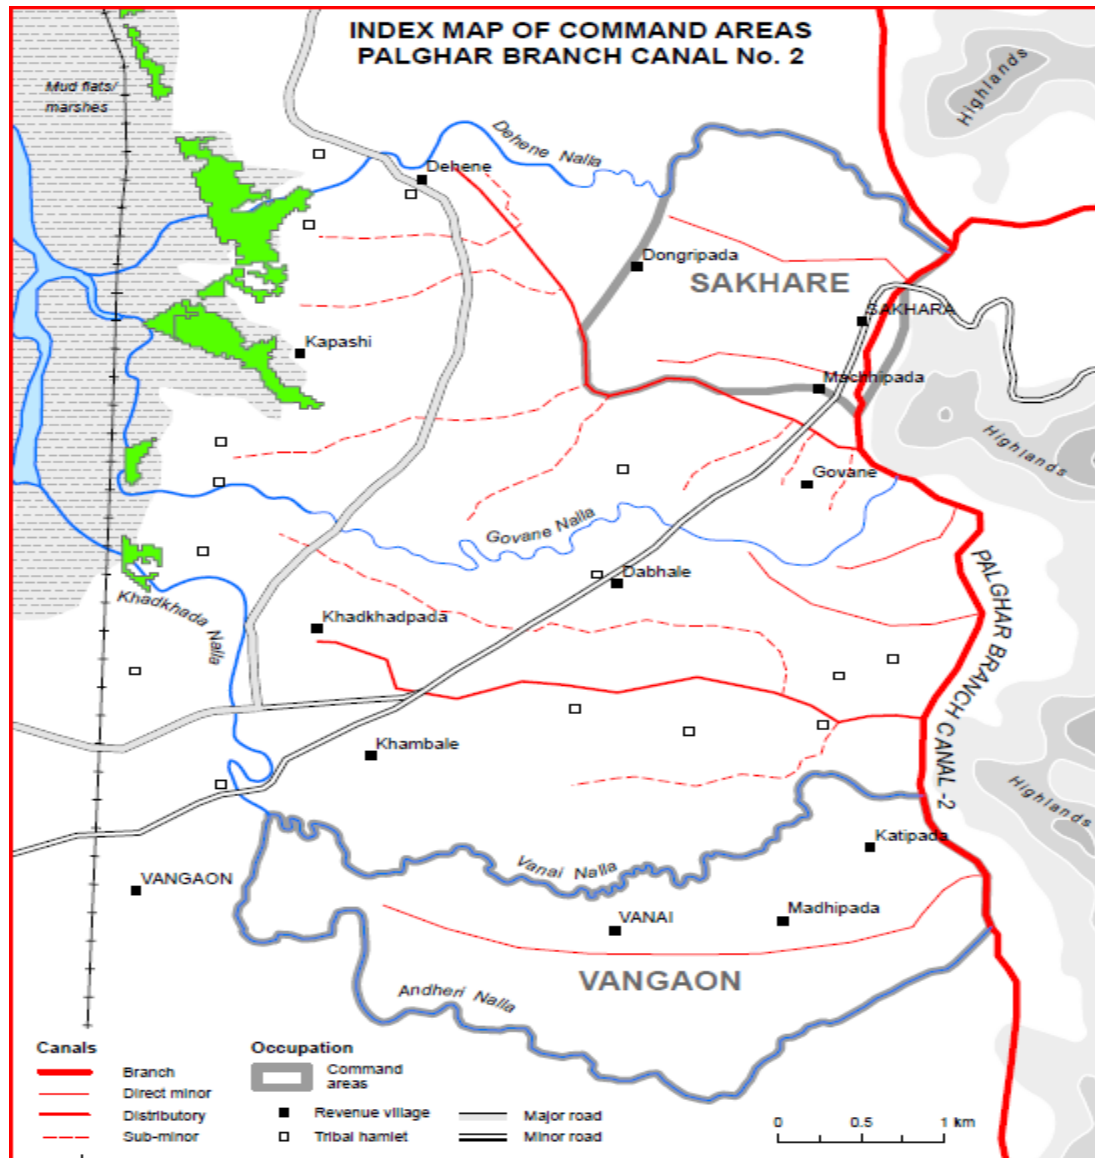 INDEX MAP OF COMMAND AREAS
PALGHAR BRANCH CANAL No. 2
Mud flats/
marshes
Highlands
Dehene Nalla
Dehene
Dongripada
SAKHARE
SAKHARA
Kapashi
Machhipada
Highlands
Govane
Govane Nalla
Dabhale
Khadkhada Nalla
Khadkhadpada
PALGHAR BRANCH CANAL -2
Khambale
Highlands
Katipada
Vanai Nalla
VANGAON
VANAI
Madhipada
VANGAON
Andheri Nalla
Canals
Branch
Direct minor
Distributory
Sub-minor
Occupation
Command
areas
Revenue village
Tribal hamlet
Major road
Minor road
0 0.5 1 km